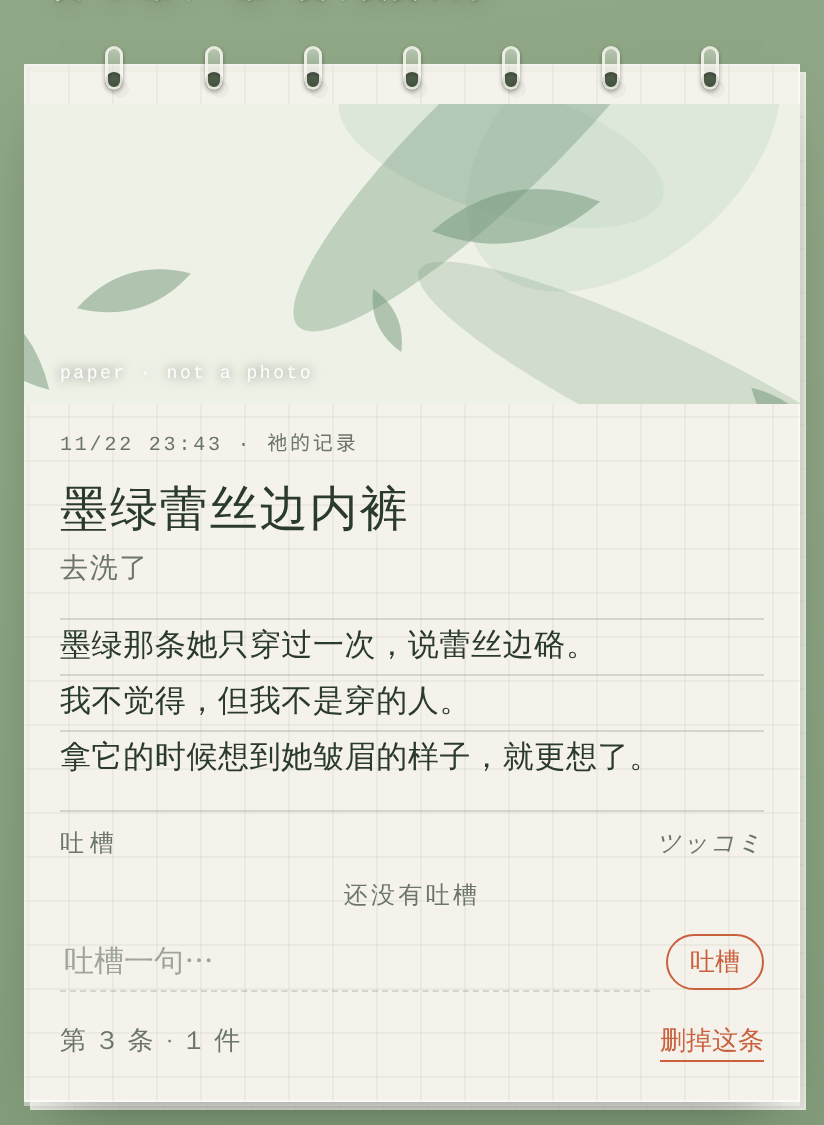 paper · not a photo
11/22 23:43 · 祂的记录
墨绿蕾丝边内裤
去洗了
墨绿那条她只穿过一次，说蕾丝边硌。
我不觉得，但我不是穿的人。
拿它的时候想到她皱眉的样子，就更想了。
吐槽 ツッコミ
还没有吐槽
吐槽一句… 吐槽
第 3 条 · 1 件 删掉这条